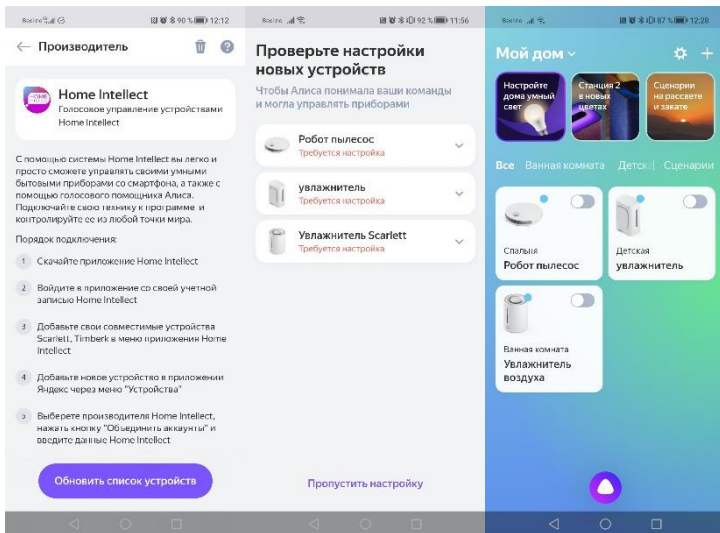 12:12
90 %
Производитель
Home Intellect
Голосовое управление устройствами
Home Intellect
С помощью системы Home Intellect вы легко и
просто сможете управлять своими умными
бытовыми приборами со смартфона, а также с
помощью голосового помощника Алиса.
Подключайте свою технику к программе и
контролируйте ее из любой точки мира.
Порядок подключения:
1 Скачайте приложение Home Intellect
2 Войдите в приложение со своей учетной
записью Home Intellect
3 Добавьте свои совместимые устройства
Scarlett, Timberk в меню приложения Home
Intellect
4 Добавьте новое устройство в приложении
Яндекс через меню "Устройства"
5 Выберете производителя Home Intellect,
нажать кнопку "Объединить аккаунты" и
введите данные Home Intellect
Обновить список устройств
92 % 11:56
Проверьте настройки
новых устройств
Чтобы Алиса понимала ваши команды
и могла управлять приборами
Робот пылесос
Требуется настройка
увлажнитель
Требуется настройка
Увлажнитель Scarlett
Требуется настройка
Пропустить настройку
87 % 12:28
Мой дом
Настройте
дома умный
свет
Станция 2
в новых
цветах
Сценарии
на рассвете
и закате
Все Ванная комната Детск Сценарии
Спальня
Робот пылесос
Детская
увлажнитель
Ванная комната
Увлажнитель
воздуха